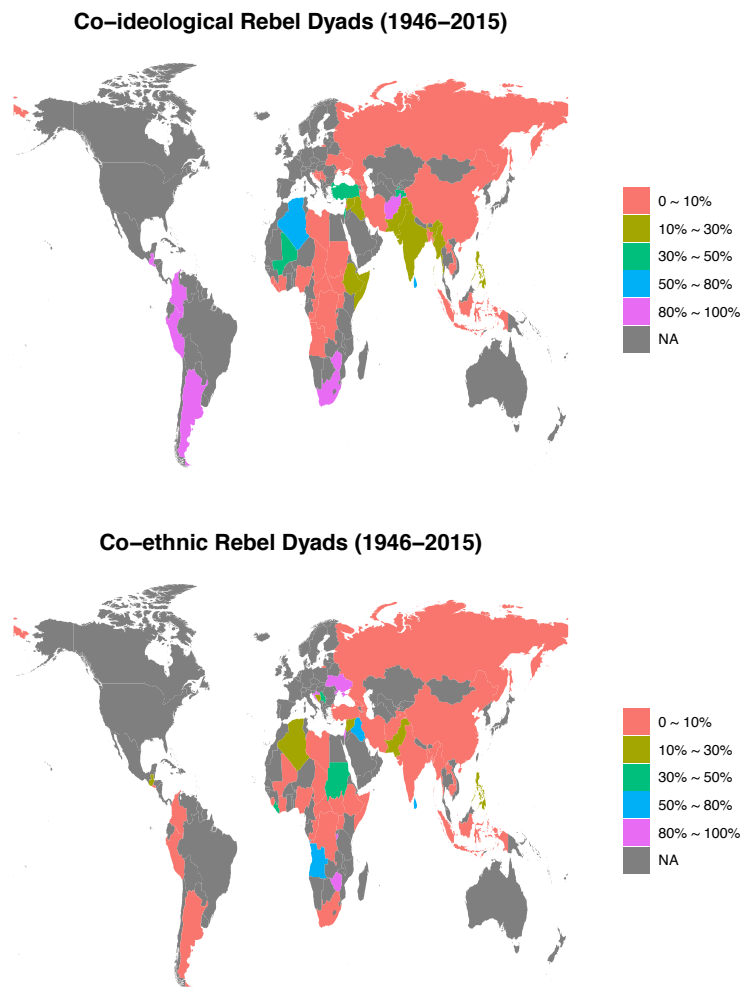 Co−ideological Rebel Dyads (1946−2015)
0 ~ 10%
10% ~ 30%
30% ~ 50%
50% ~ 80%
80% ~ 100%
NA
Co−ethnic Rebel Dyads (1946−2015)
0 ~ 10%
10% ~ 30%
30% ~ 50%
50% ~ 80%
80% ~ 100%
NA